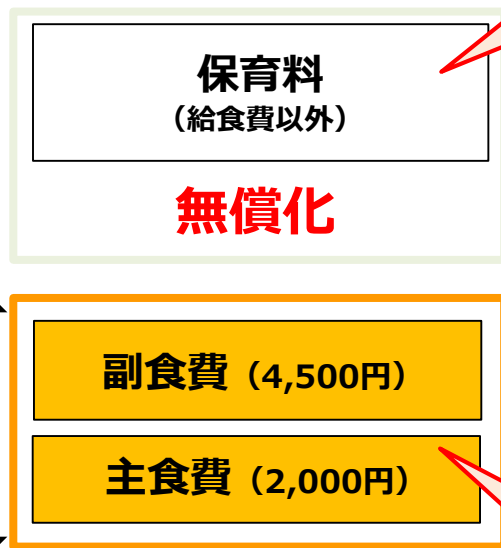 保育料
（給食費以外）
無償化
副食費（4,500円）
主食費（2,000円）